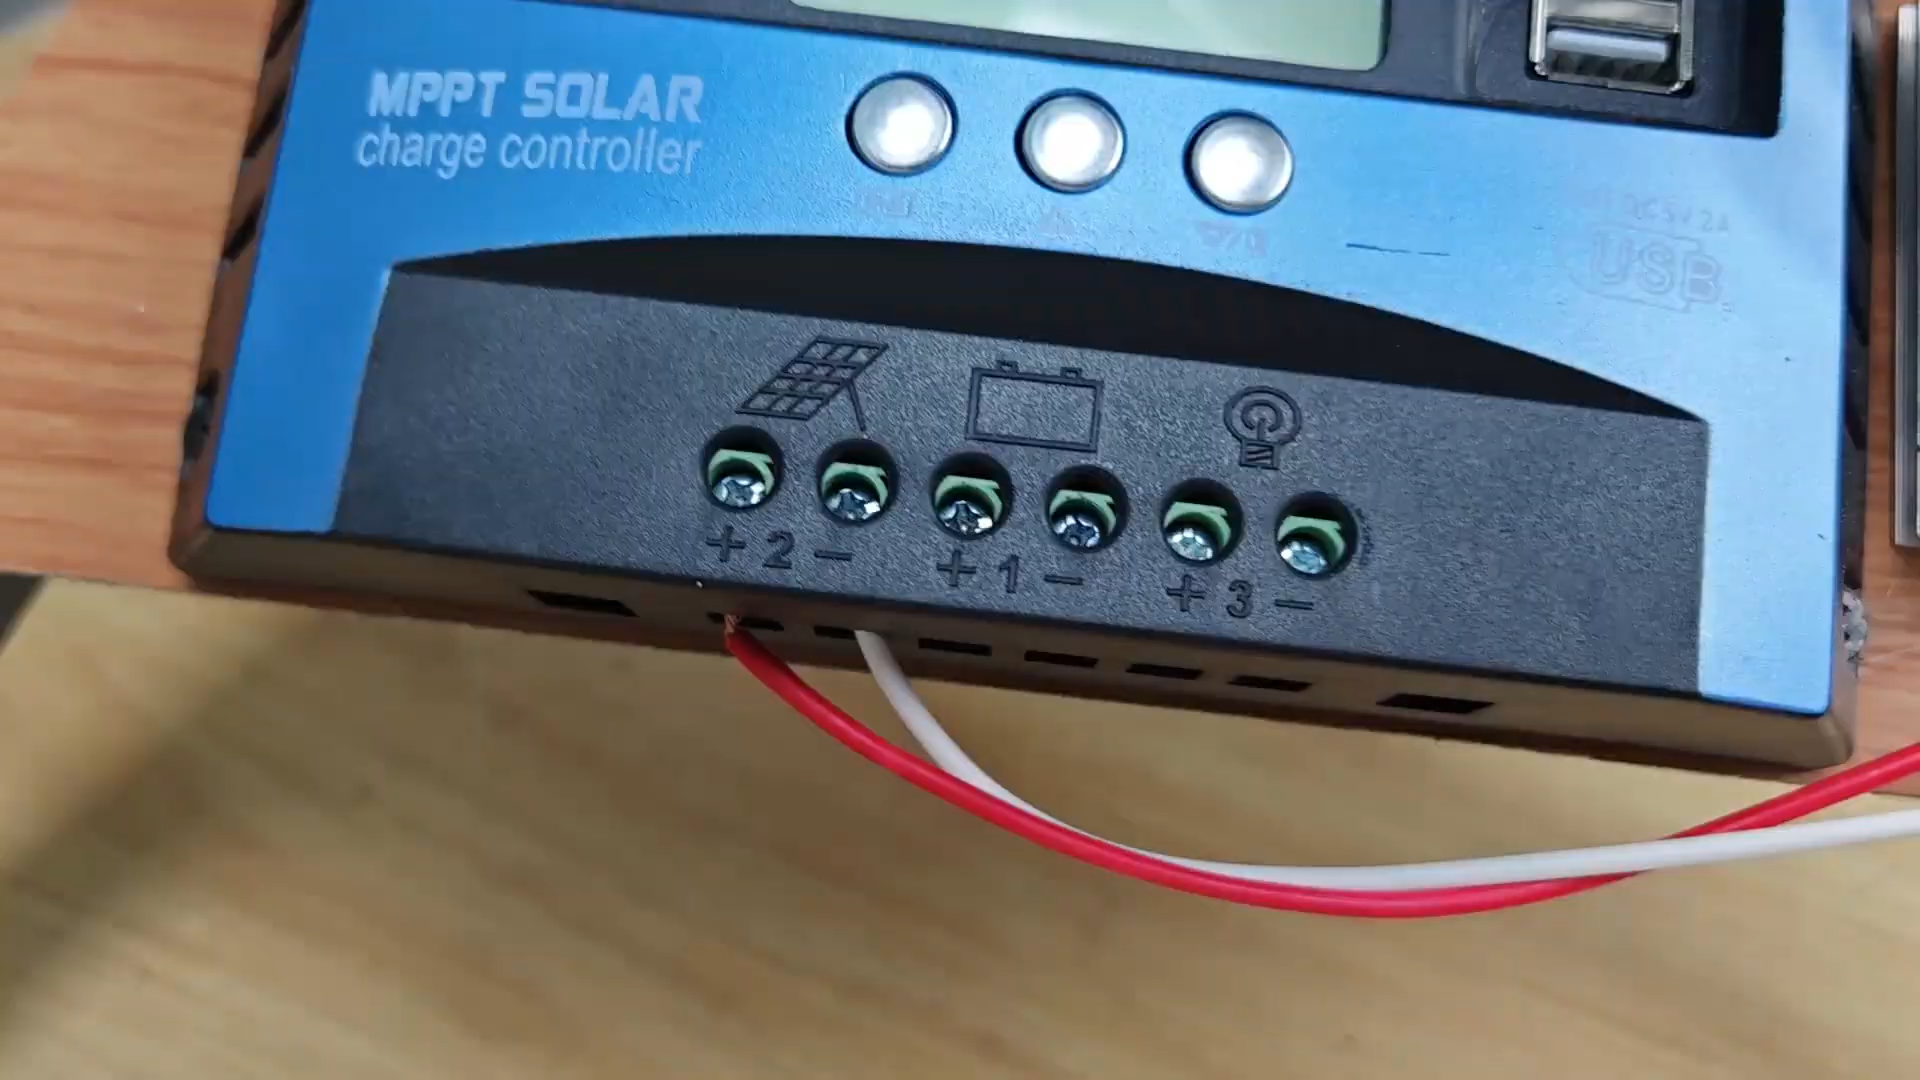 MPPT SOLAR
charge controller
USB
+ 2 −
+ 1 −
+ 3 −